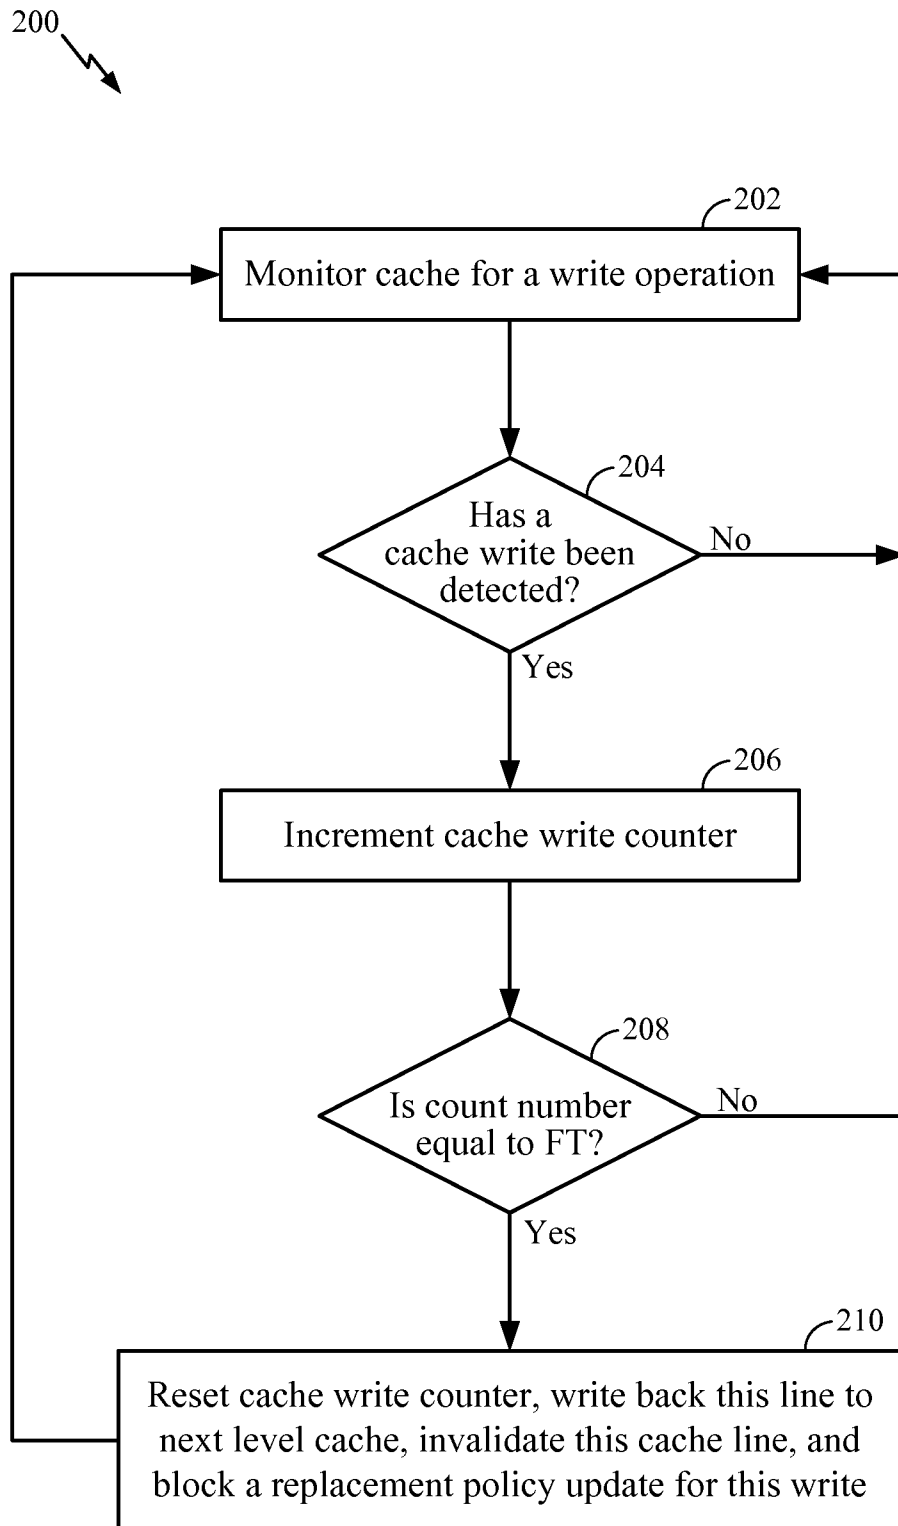 200
202
Monitor cache for a write operation
204
Has a
cache write been
detected?
No
Yes
206
Increment cache write counter
208
Is count number
equal to FT?
No
Yes
210
Reset cache write counter, write back this line to
next level cache, invalidate this cache line, and
block a replacement policy update for this write